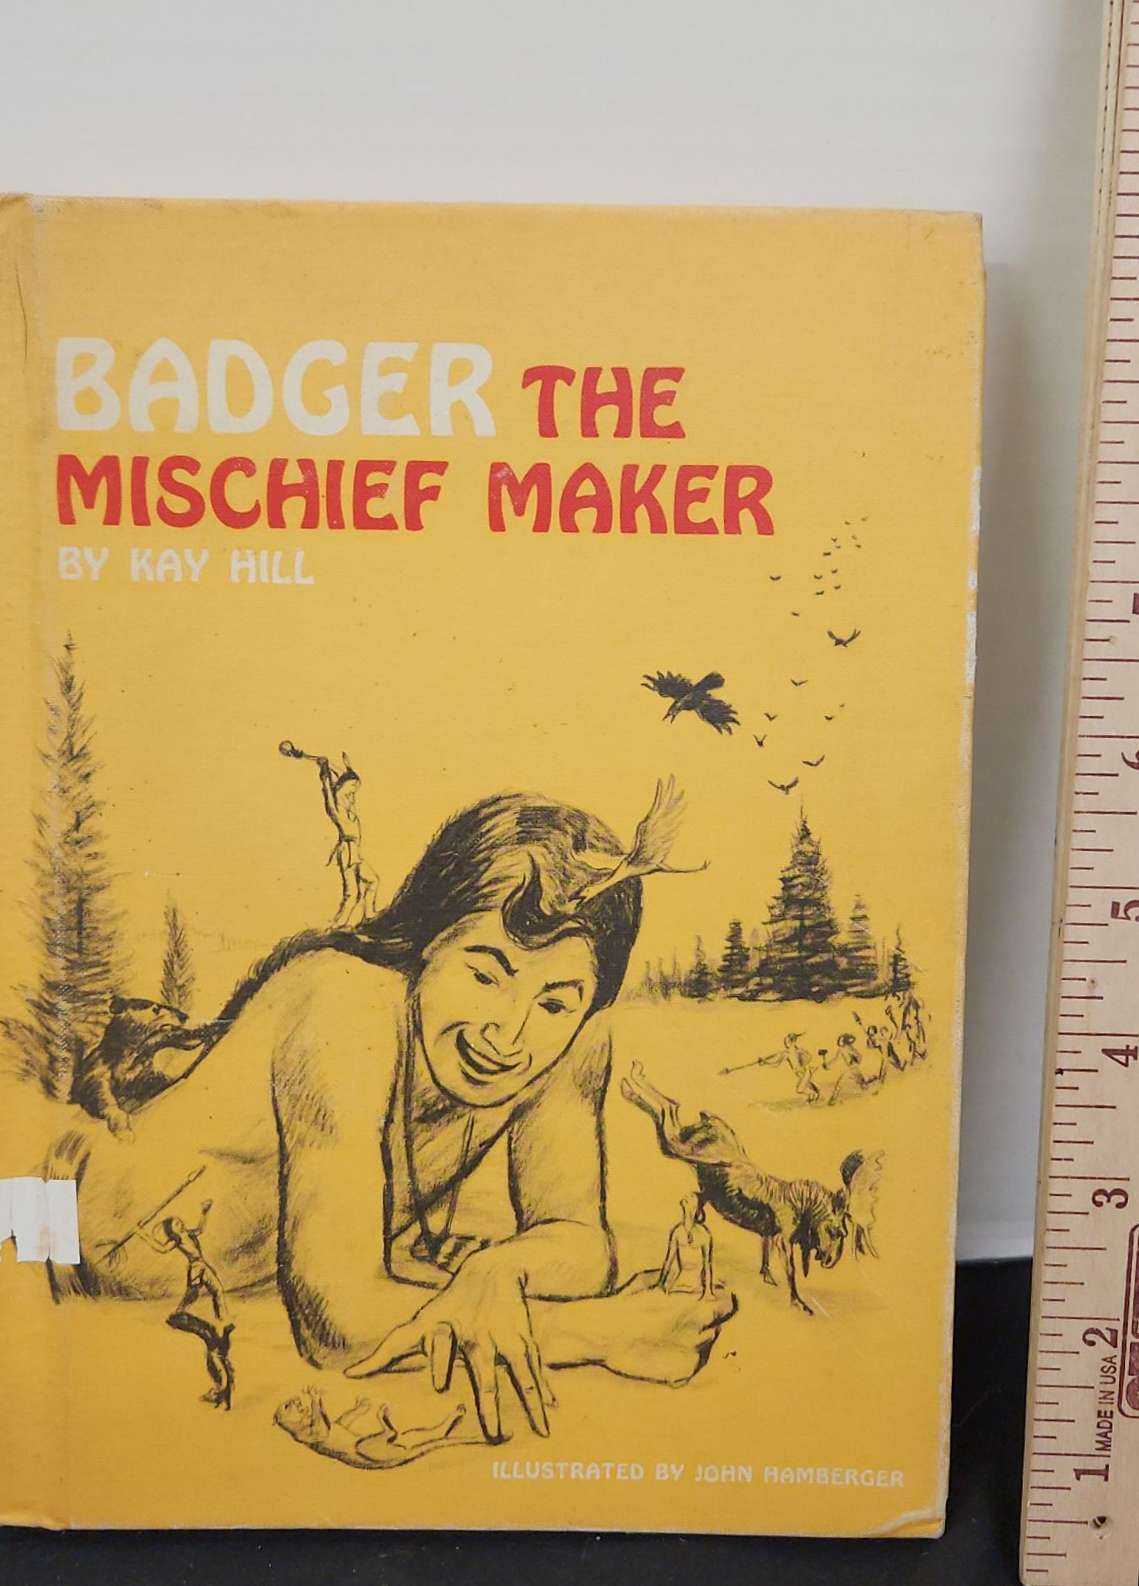 BADGER THE
MISCHIEF MAKER
BY KAY HILL
ILLUSTRATED BY JOHN HAMBERGER
6
5
4
3
2
1
MADE IN USA